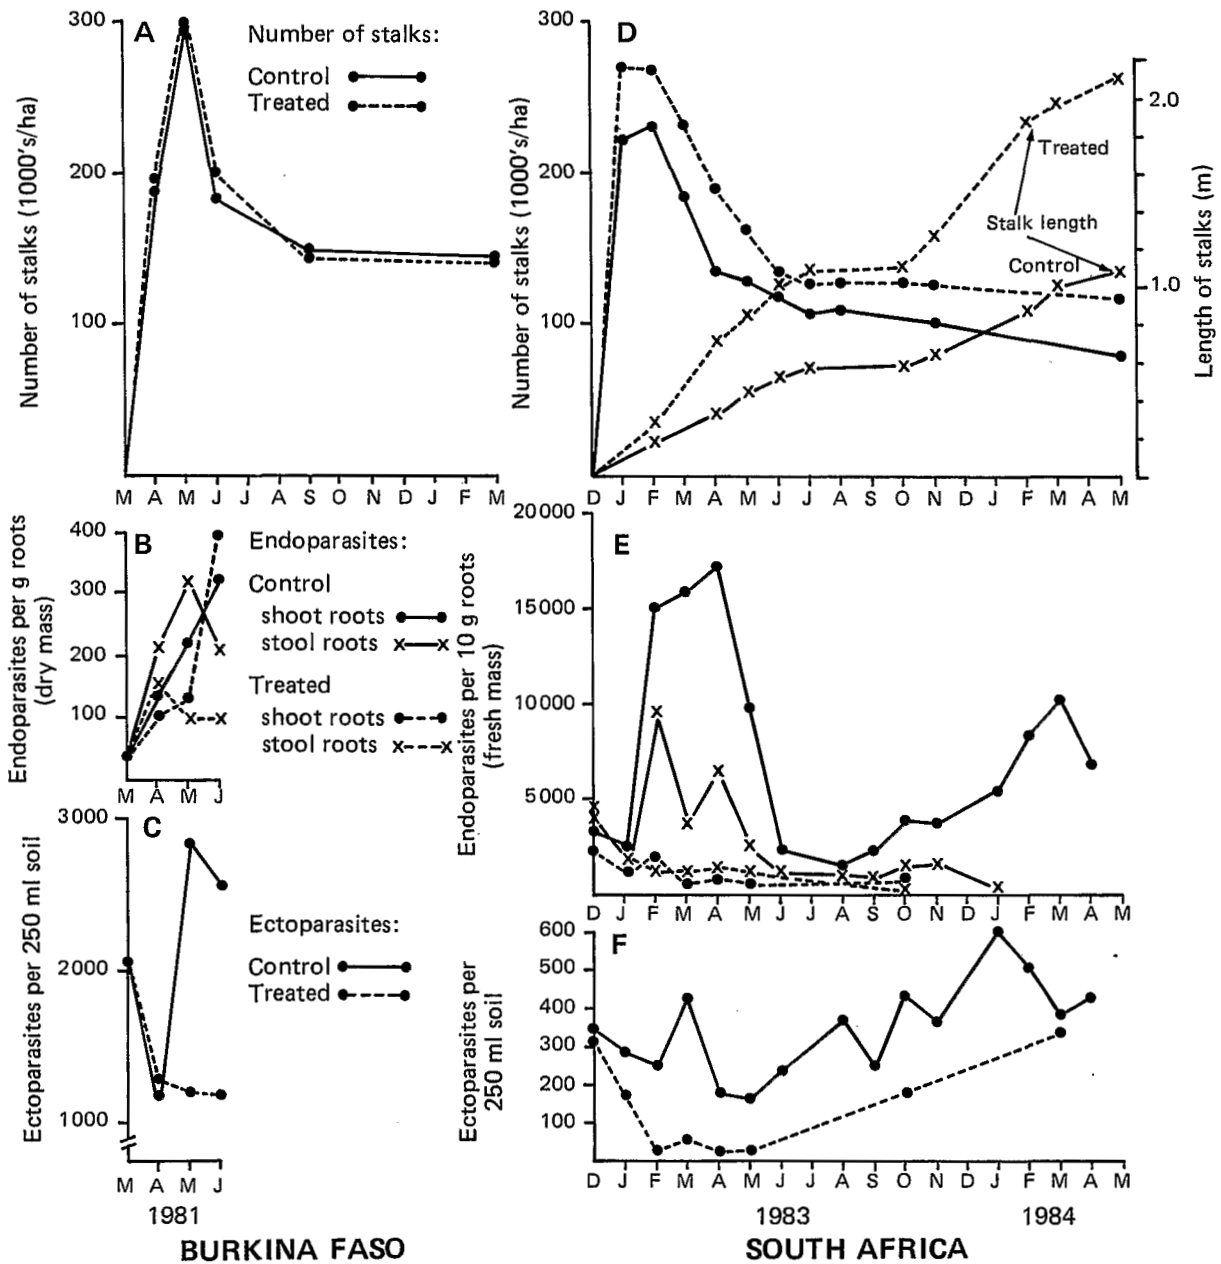 A
Number of stalks:
Control
Treated
300
200
100
Number of stalks (1000's/ha)
M A M J J A S O N D J F M
D
300
200
100
Number of stalks (1000's/ha)
Treated
Stalk length
Control
2.0
1.0
Length of stalks (m)
D J F M A M J J A S O N D J F M A M
B
Endoparasites:
Control
shoot roots
stool roots
Treated
shoot roots
stool roots
400
300
200
100
Endoparasites per g roots
(dry mass)
M A M J
E
20000
15000
10000
5000
Endoparasites per 10 g roots
(fresh mass)
D J F M A M J J A S O N D J F M A M
C
Ectoparasites:
Control
Treated
3000
2000
1000
Ectoparasites per 250 ml soil
M A M J
1981
BURKINA FASO
F
600
500
400
300
200
100
Ectoparasites per
250 ml soil
D J F M A M J J A S O N D J F M A M
1983
1984
SOUTH AFRICA